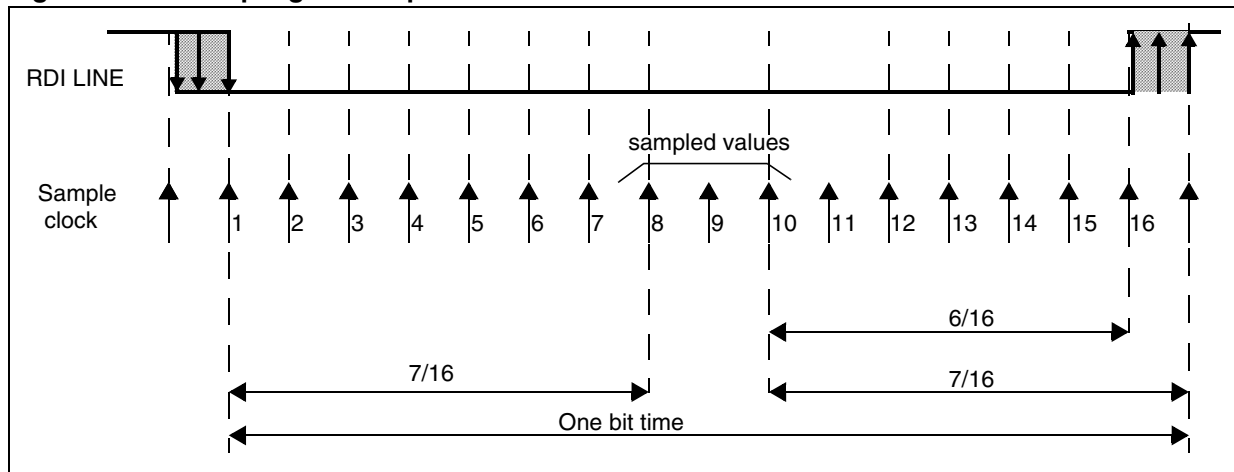 RDI LINE
sampled values
Sample
clock
1 2 3 4 5 6 7 8 9 10 11 12 13 14 15 16
6/16
7/16 7/16
One bit time